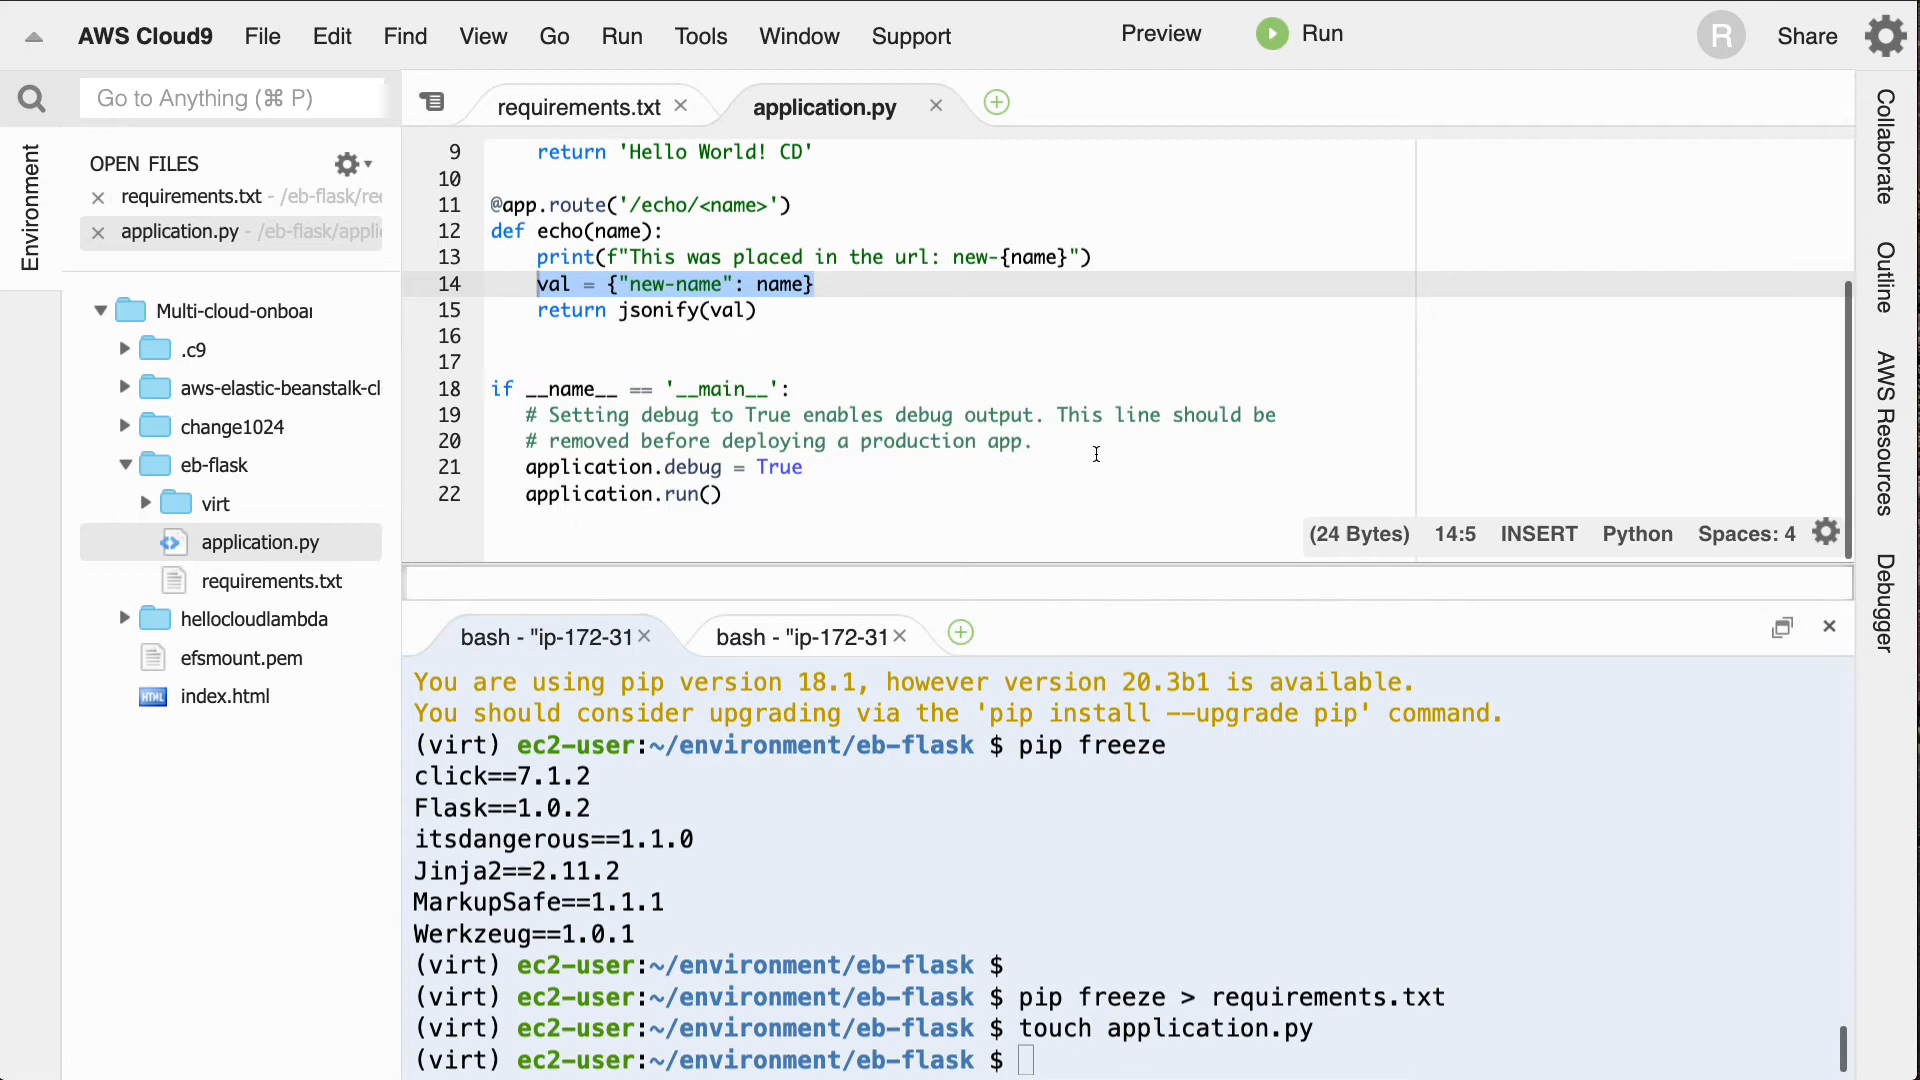 AWS Cloud9 File Edit Find View Go Run Tools Window Support Preview Run R Share
Go to Anything (⌘ P)
requirements.txt
application.py
Environment
OPEN FILES
requirements.txt - /eb-flask/re
application.py - /eb-flask/appli
Multi-cloud-onboar
.c9
aws-elastic-beanstalk-cl
change1024
eb-flask
virt
application.py
requirements.txt
hellocloudlambda
efsmount.pem
HTML index.html
9 return 'Hello World! CD'
10
11 @app.route('/echo/<name>')
12 def echo(name):
13 print(f"This was placed in the url: new-{name}")
14 val = {"new-name": name}
15 return jsonify(val)
16
17
18 if __name__ == '__main__':
19 # Setting debug to True enables debug output. This line should be
20 # removed before deploying a production app.
21 application.debug = True
22 application.run()
(24 Bytes) 14:5 INSERT Python Spaces: 4
Collaborate
Outline
AWS Resources
Debugger
bash - "ip-172-31
bash - "ip-172-31
You are using pip version 18.1, however version 20.3b1 is available.
You should consider upgrading via the 'pip install --upgrade pip' command.
(virt) ec2-user:~/environment/eb-flask $ pip freeze
click==7.1.2
Flask==1.0.2
itsdangerous==1.1.0
Jinja2==2.11.2
MarkupSafe==1.1.1
Werkzeug==1.0.1
(virt) ec2-user:~/environment/eb-flask $
(virt) ec2-user:~/environment/eb-flask $ pip freeze > requirements.txt
(virt) ec2-user:~/environment/eb-flask $ touch application.py
(virt) ec2-user:~/environment/eb-flask $